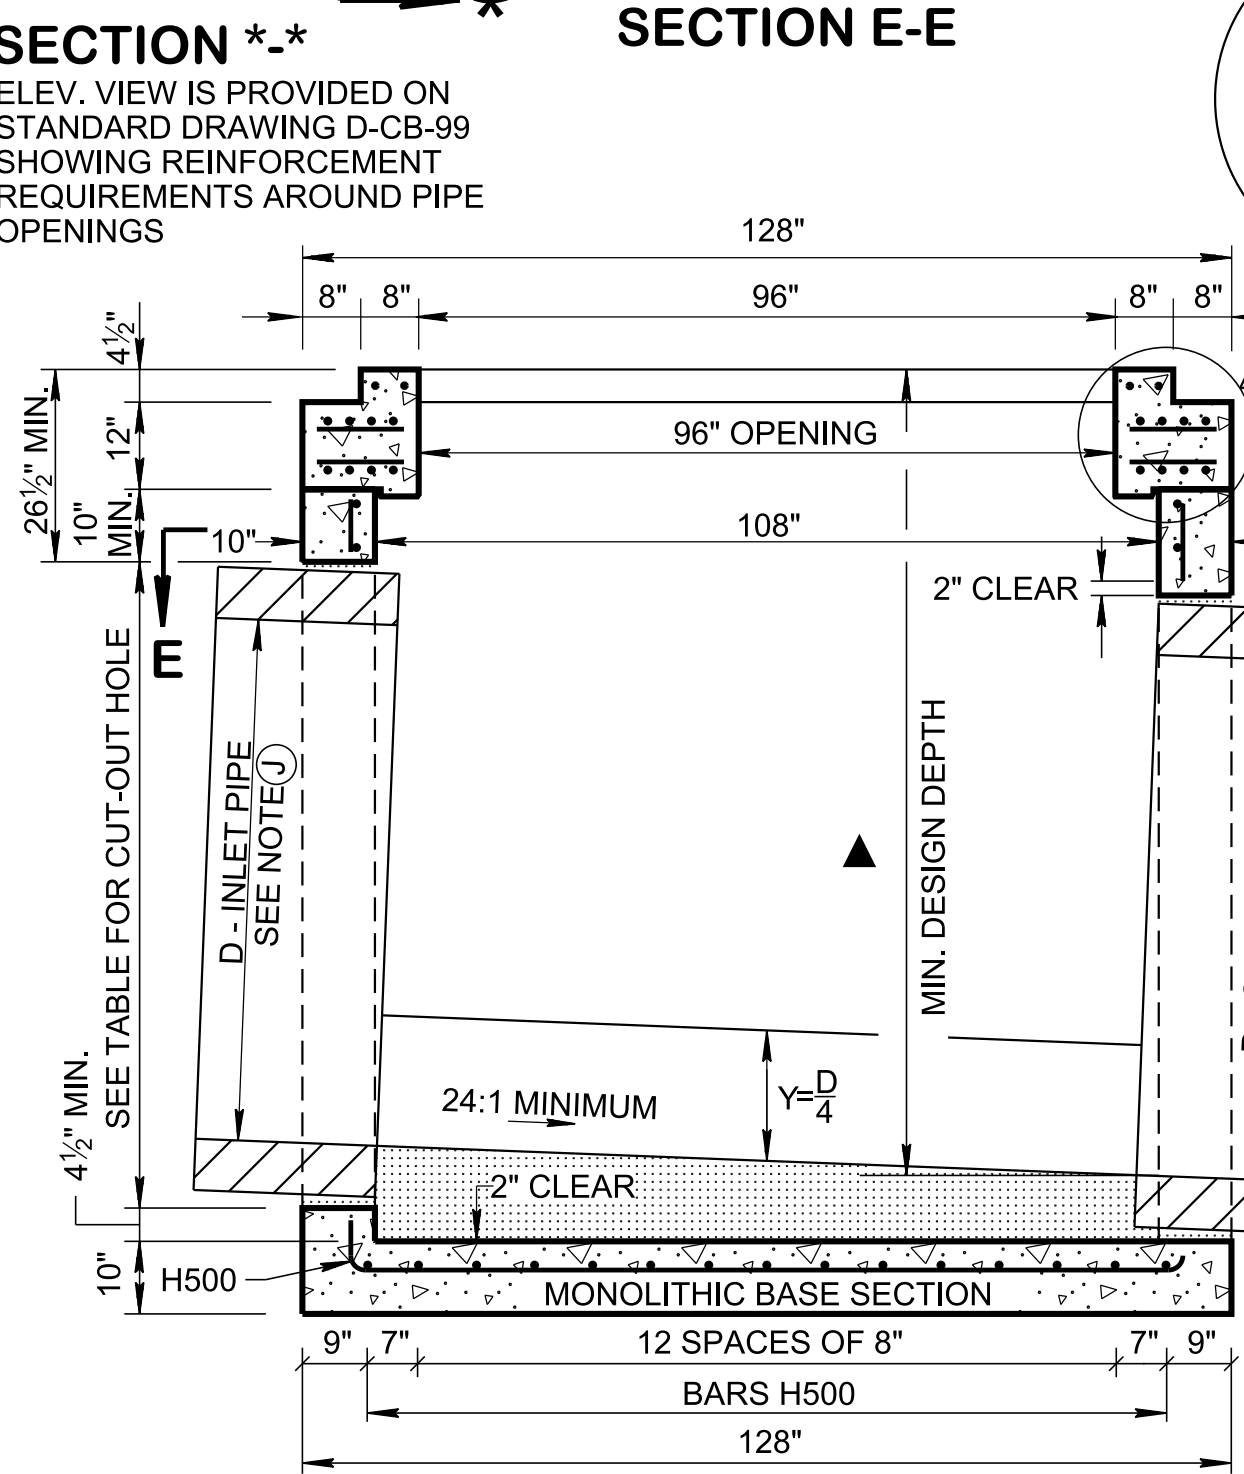 *
SECTION *-*
SECTION E-E
ELEV. VIEW IS PROVIDED ON
STANDARD DRAWING D-CB-99
SHOWING REINFORCEMENT
REQUIREMENTS AROUND PIPE
OPENINGS
128"
8" 8" 96" 8" 8"
4½"
26½" MIN.
12"
10"
MIN.
96" OPENING
10"
108"
2" CLEAR
E
SEE TABLE FOR CUT-OUT HOLE
D - INLET PIPE
SEE NOTE J
MIN. DESIGN DEPTH
24:1 MINIMUM
Y=D/4
4½" MIN.
2" CLEAR
10"
H500
MONOLITHIC BASE SECTION
9" 7" 12 SPACES OF 8" 7" 9"
BARS H500
128"